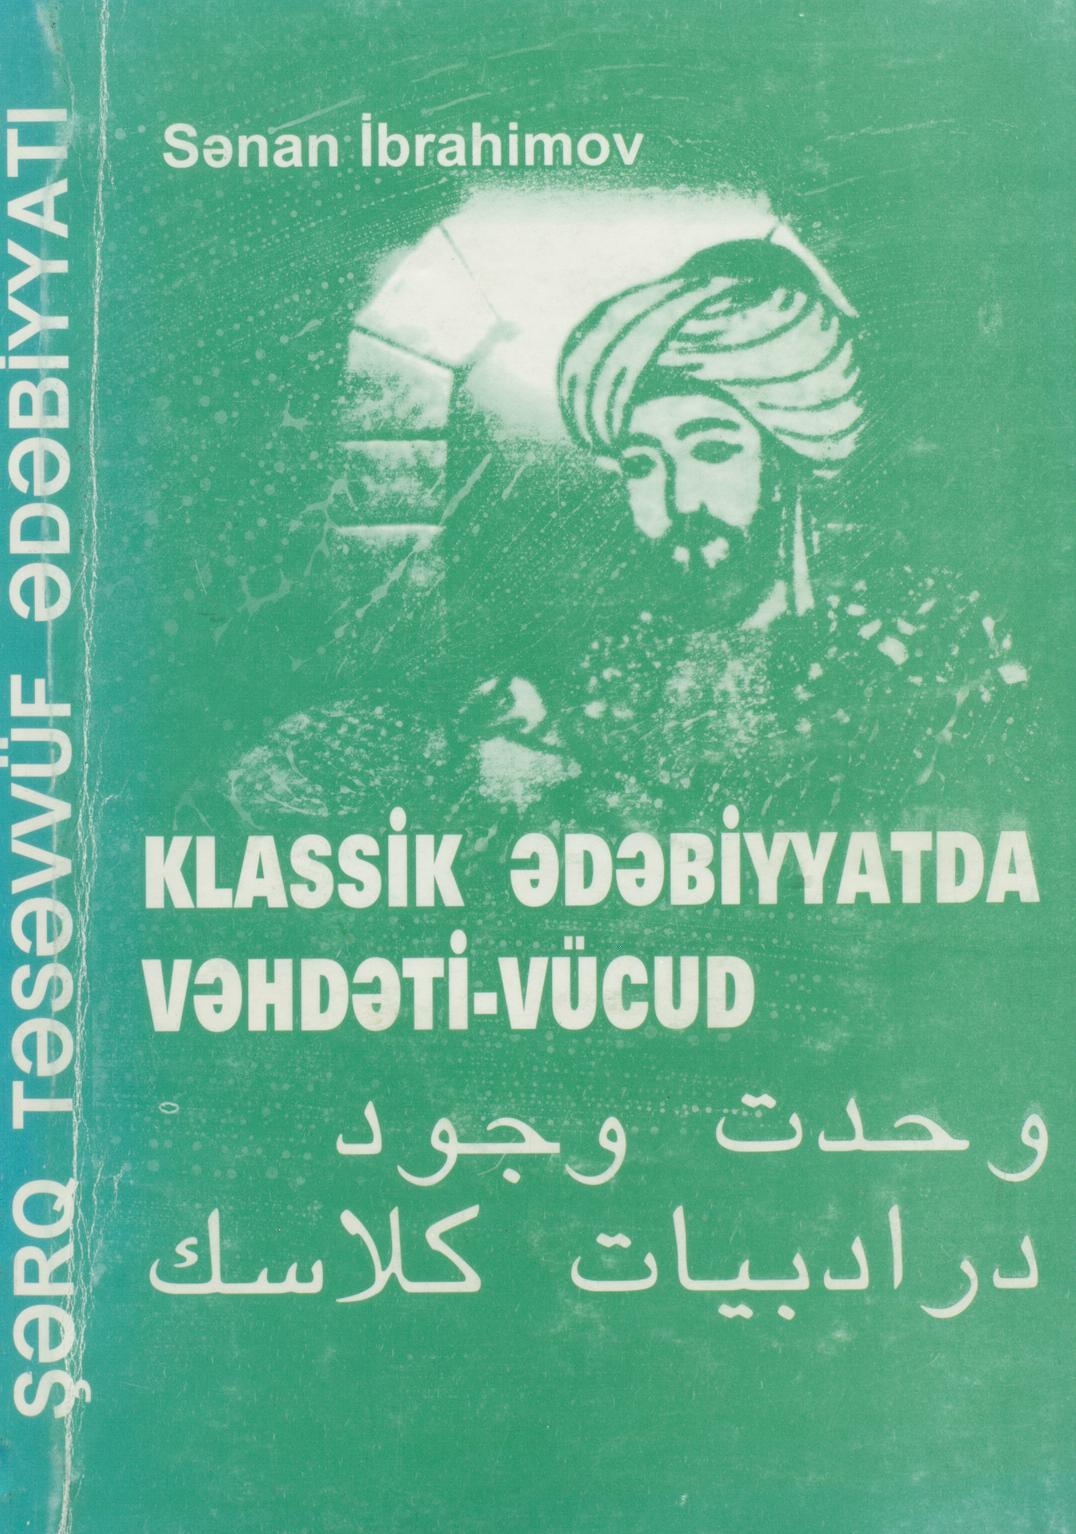 Sənan İbrahimov
KLASSİK ƏDƏBİYYATDA
VƏHDƏTİ-VÜCUD
وحدت وجود
درادبيات كلاسك
ŞƏRQ TƏSƏVVÜF ƏDƏBİYYATI